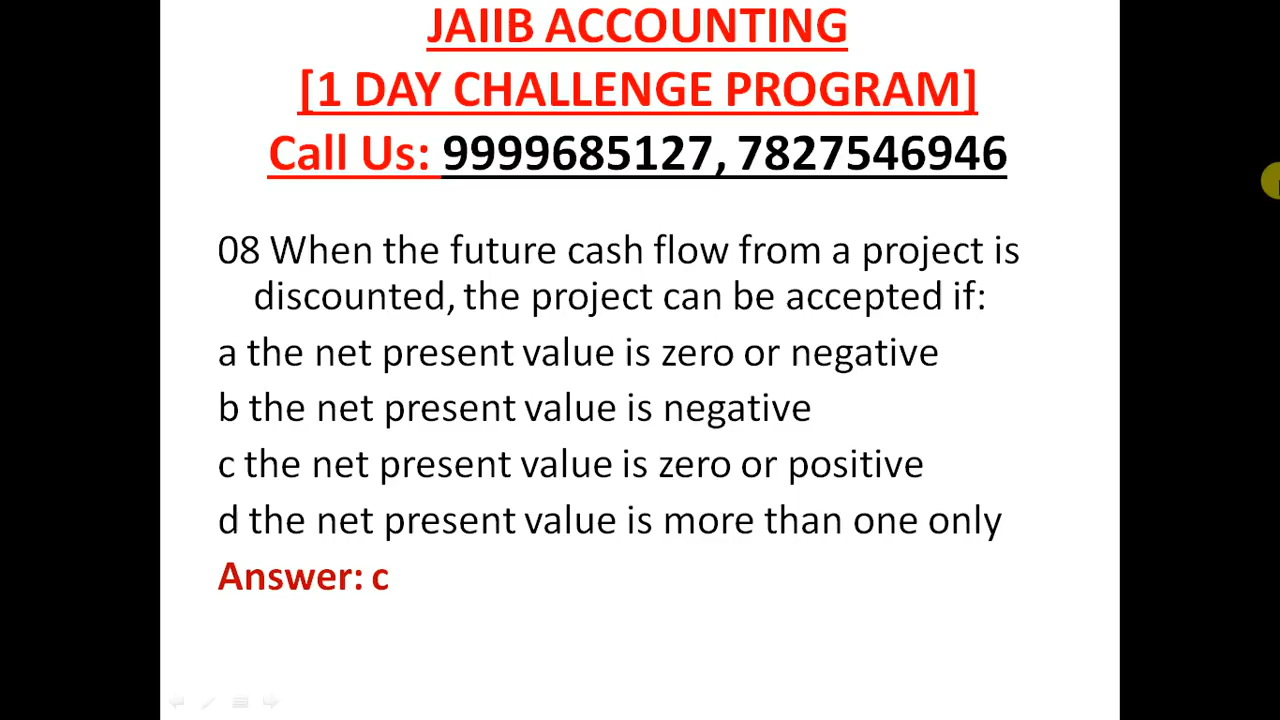 JAIIB ACCOUNTING
[1 DAY CHALLENGE PROGRAM]
Call Us: 9999685127, 7827546946
08 When the future cash flow from a project is
discounted, the project can be accepted if:
a the net present value is zero or negative
b the net present value is negative
c the net present value is zero or positive
d the net present value is more than one only
Answer: c